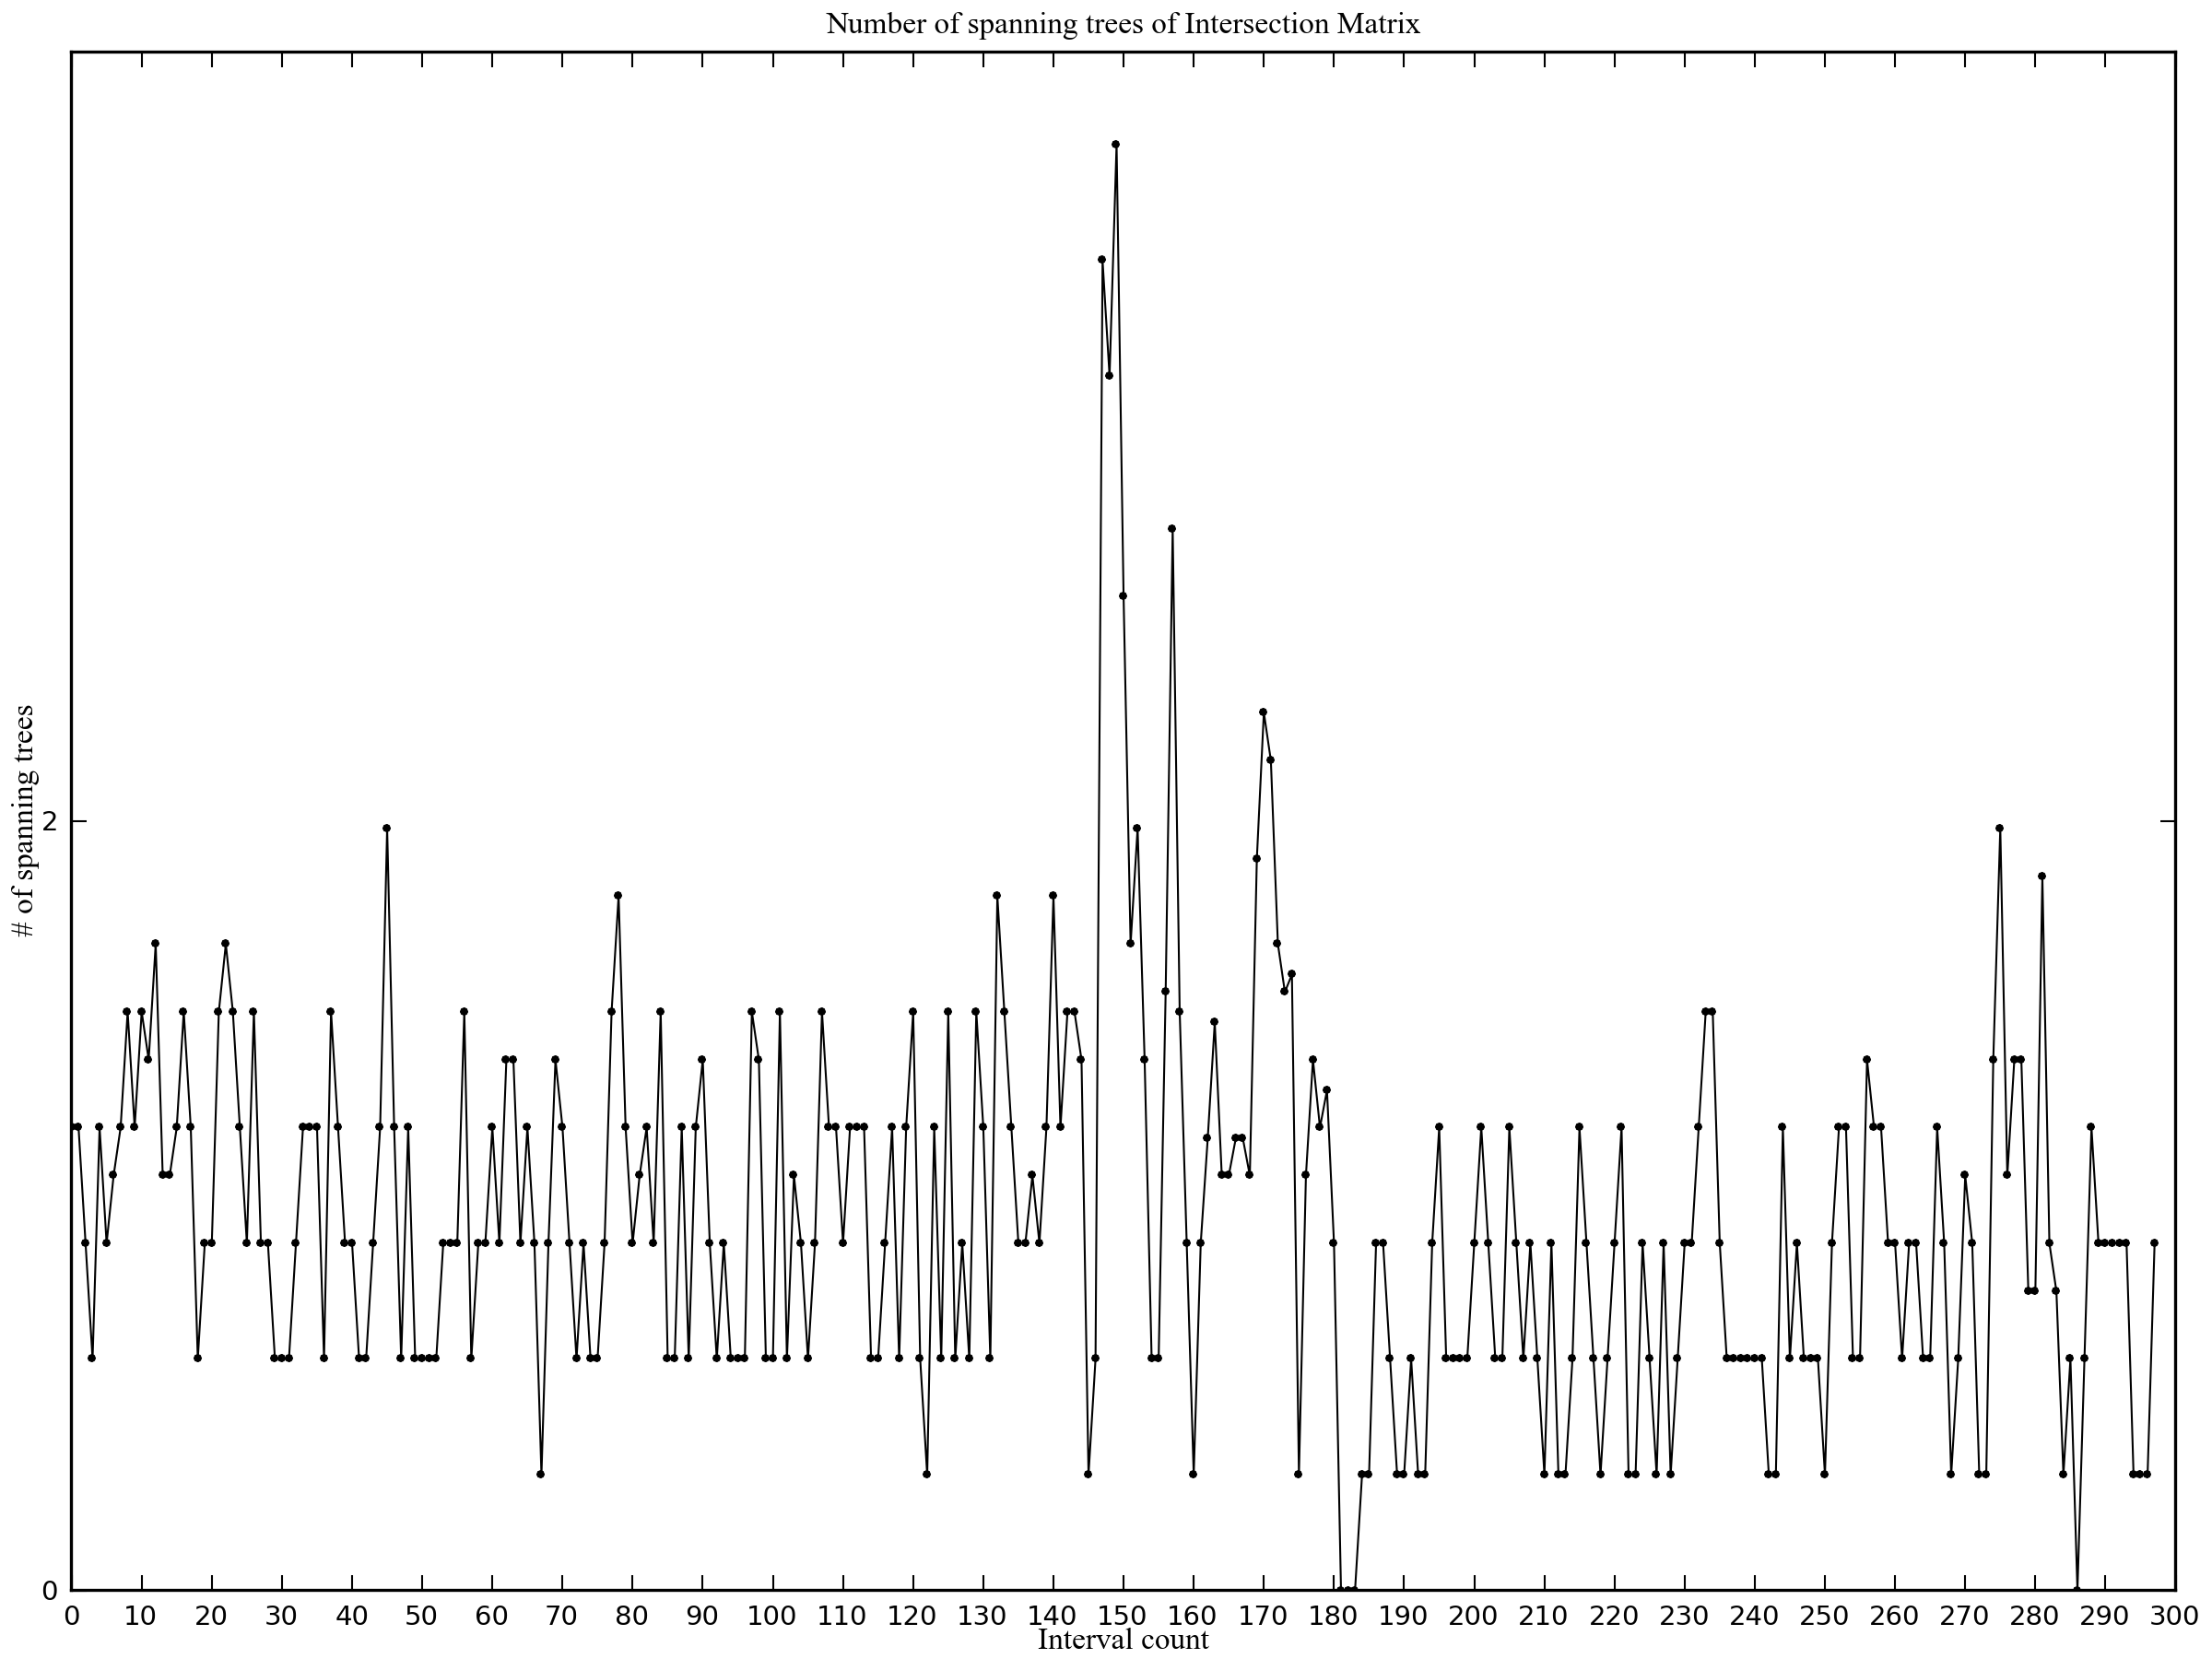 Number of spanning trees of Intersection Matrix
# of spanning trees
2
0
0 10 20 30 40 50 60 70 80 90 100 110 120 130 140 150 160 170 180 190 200 210 220 230 240 250 260 270 280 290 300
Interval count